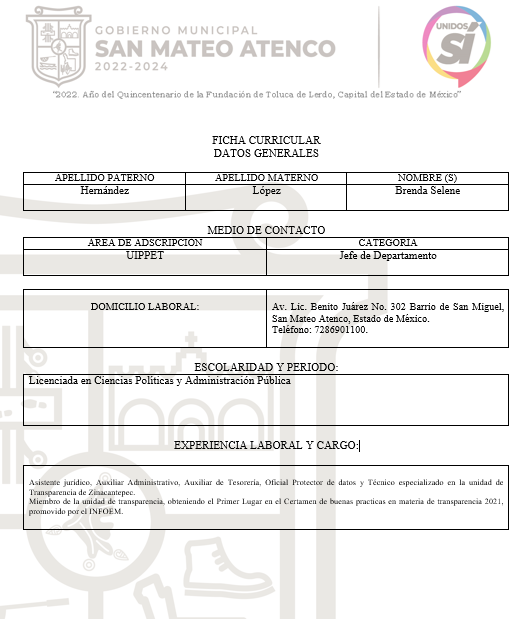 GOBIERNO MUNICIPAL
SAN MATEO ATENCO
2022-2024
UNIDOS
SÍ
"2022. Año del Quincentenario de la Fundación de Toluca de Lerdo, Capital del Estado de México"
FICHA CURRICULAR
DATOS GENERALES
APELLIDO PATERNO APELLIDO MATERNO NOMBRE (S)
Hernández López Brenda Selene
MEDIO DE CONTACTO
AREA DE ADSCRIPCION CATEGORIA
UIPPET Jefe de Departamento
DOMICILIO LABORAL:
Av. Lic. Benito Juárez No. 302 Barrio de San Miguel,
San Mateo Atenco, Estado de México.
Teléfono: 7286901100.
ESCOLARIDAD Y PERIODO:
Licenciada en Ciencias Políticas y Administración Pública
EXPERIENCIA LABORAL Y CARGO:
Asistente jurídico, Auxiliar Administrativo, Auxiliar de Tesorería, Oficial Protector de datos y Técnico especializado en la unidad de
Transparencia de Zinacantepec.
Miembro de la unidad de transparencia, obteniendo el Primer Lugar en el Certamen de buenas practicas en materia de transparencia 2021,
promovido por el INFOEM.